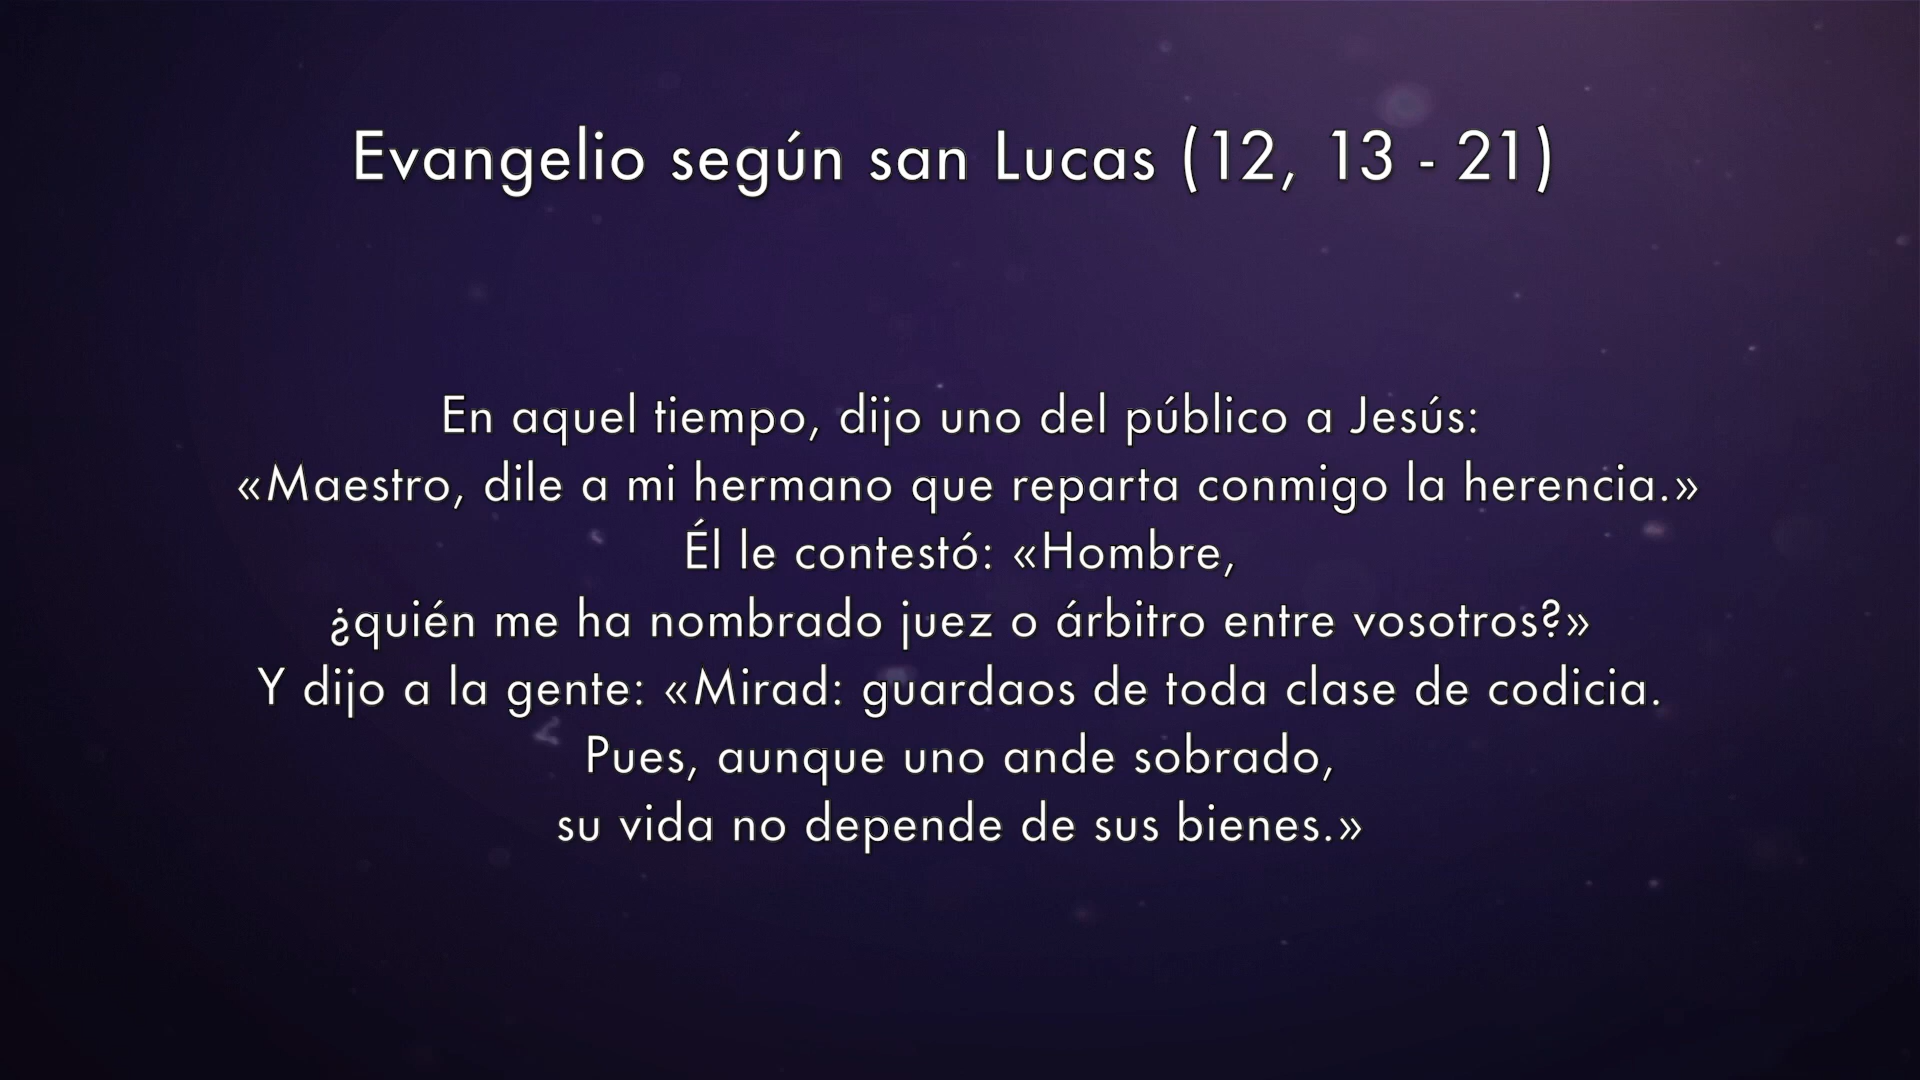 Evangelio según san Lucas (12, 13 - 21)
En aquel tiempo, dijo uno del público a Jesús:
«Maestro, dile a mi hermano que reparta conmigo la herencia.»
Él le contestó: «Hombre,
¿quién me ha nombrado juez o árbitro entre vosotros?»
Y dijo a la gente: «Mirad: guardaos de toda clase de codicia.
Pues, aunque uno ande sobrado,
su vida no depende de sus bienes.»